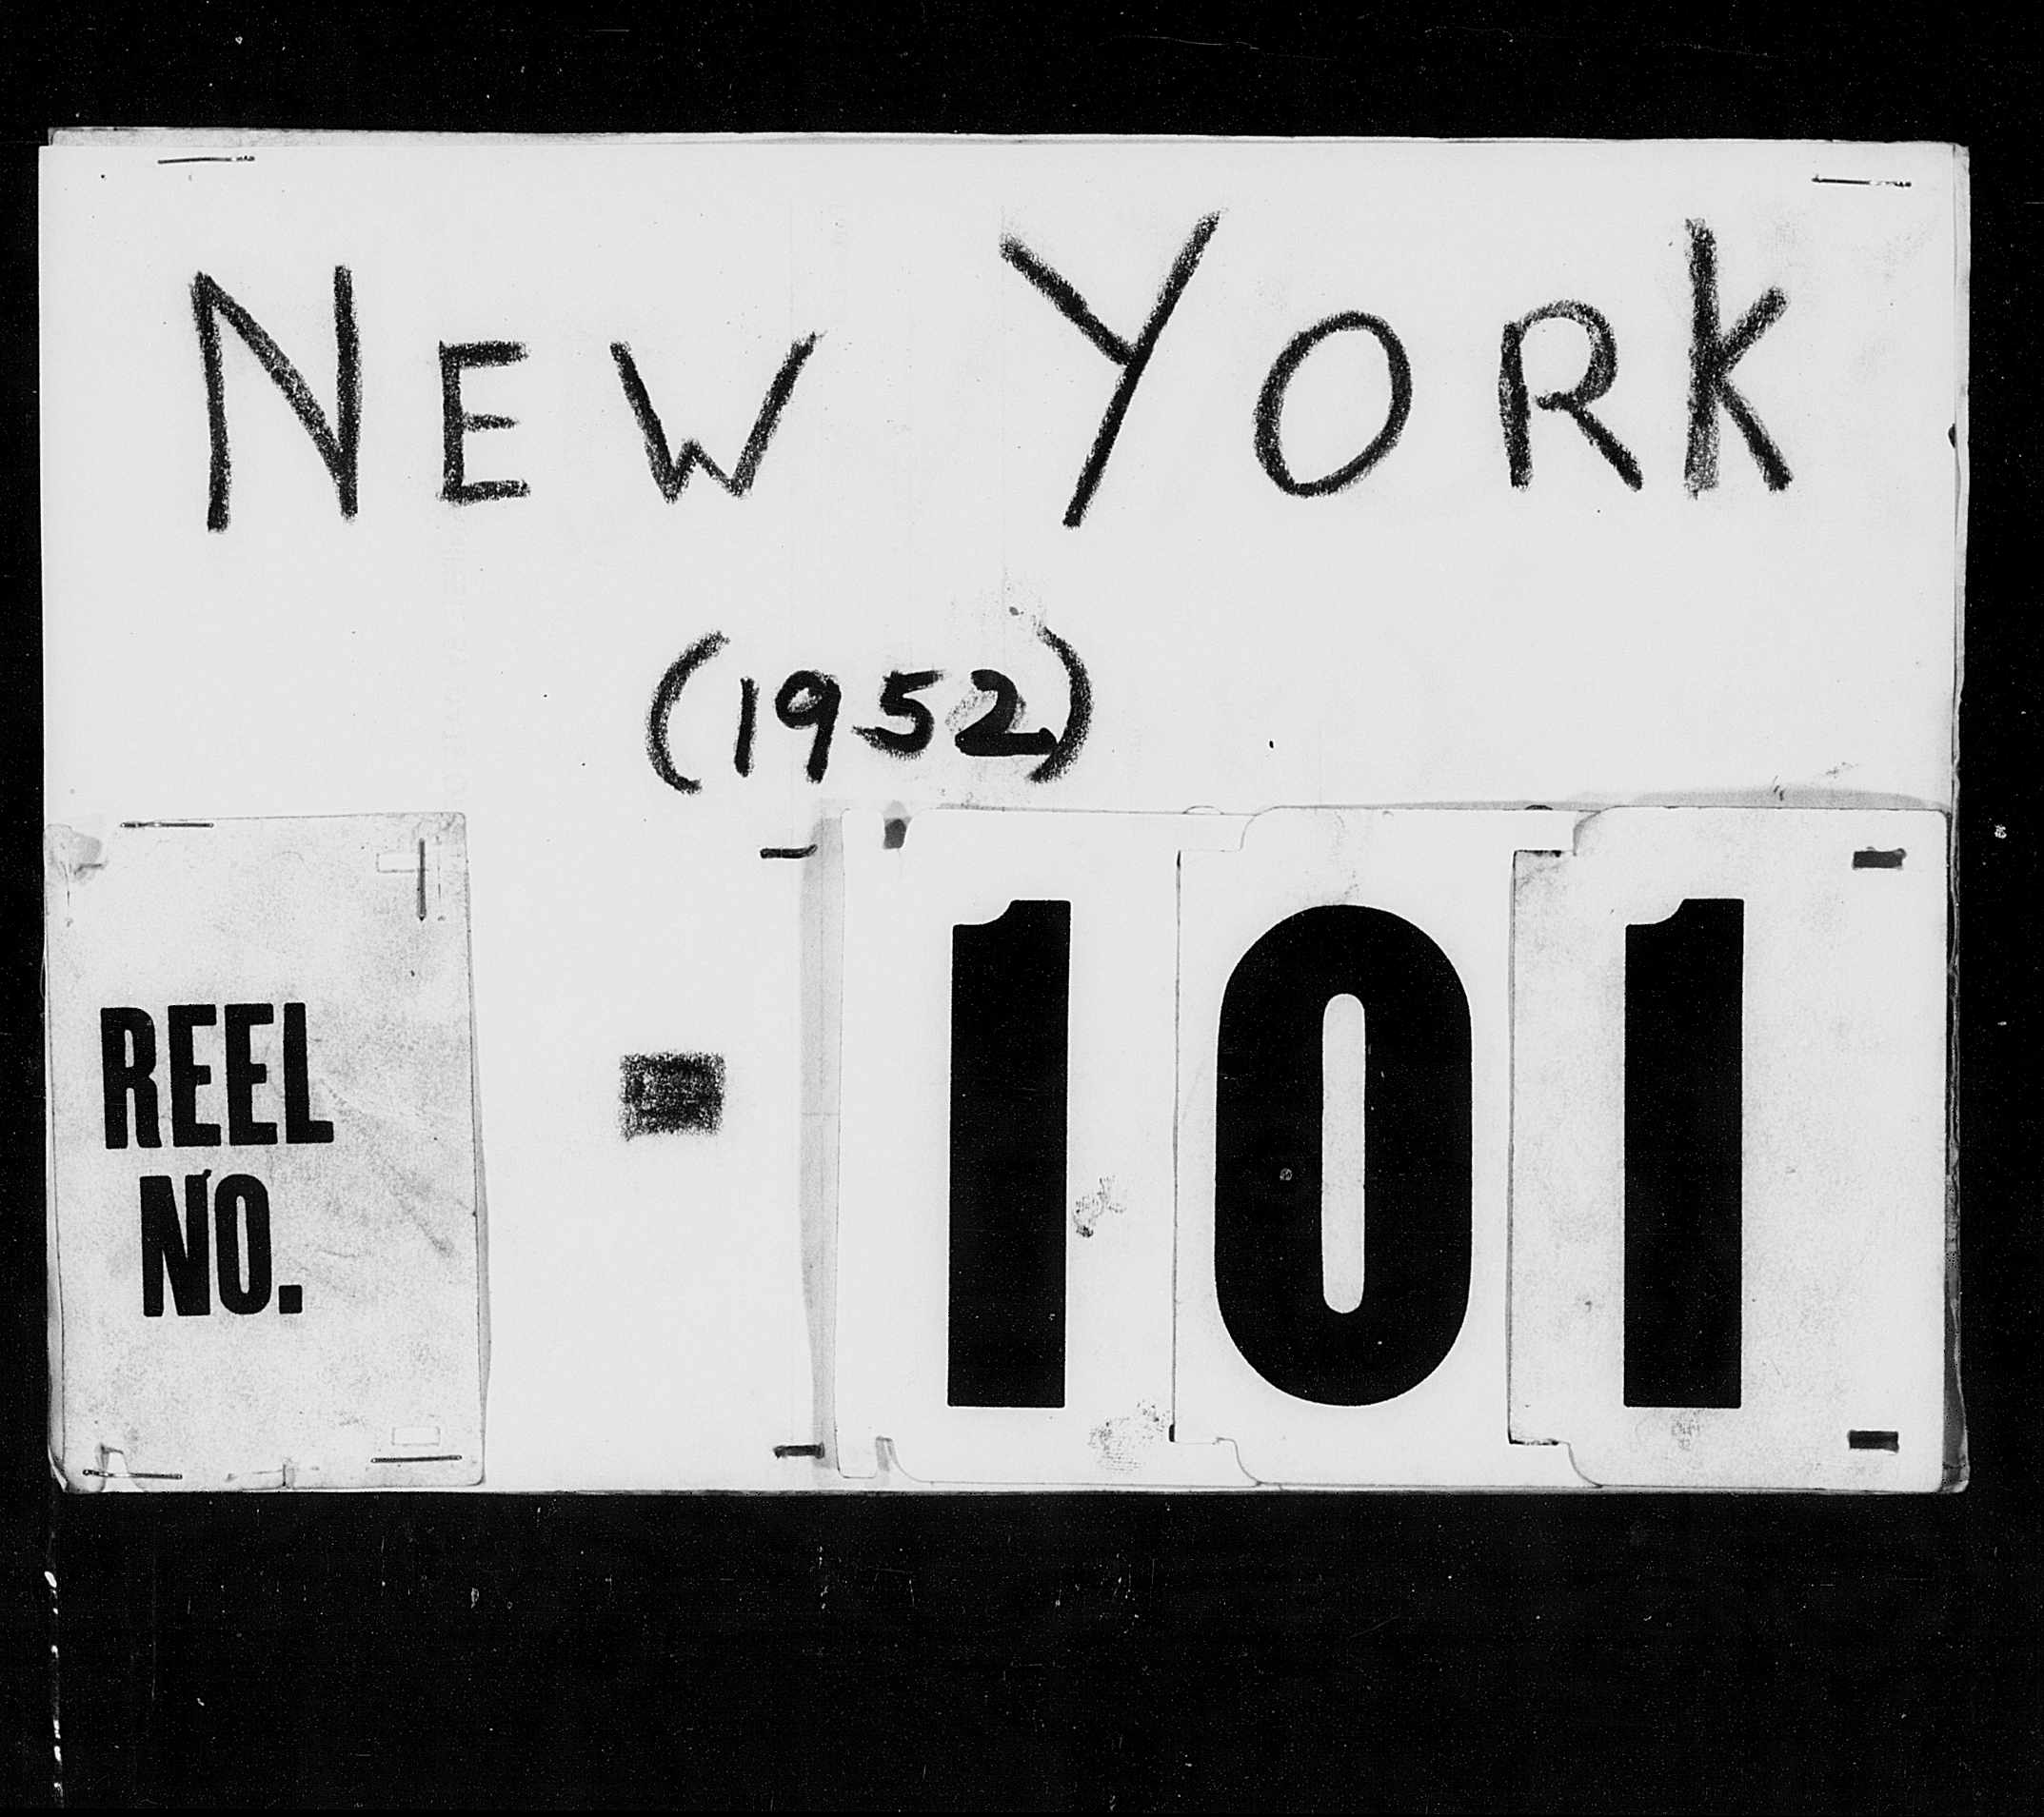 NEW YORK
(1952)
REEL
NO.
- 101